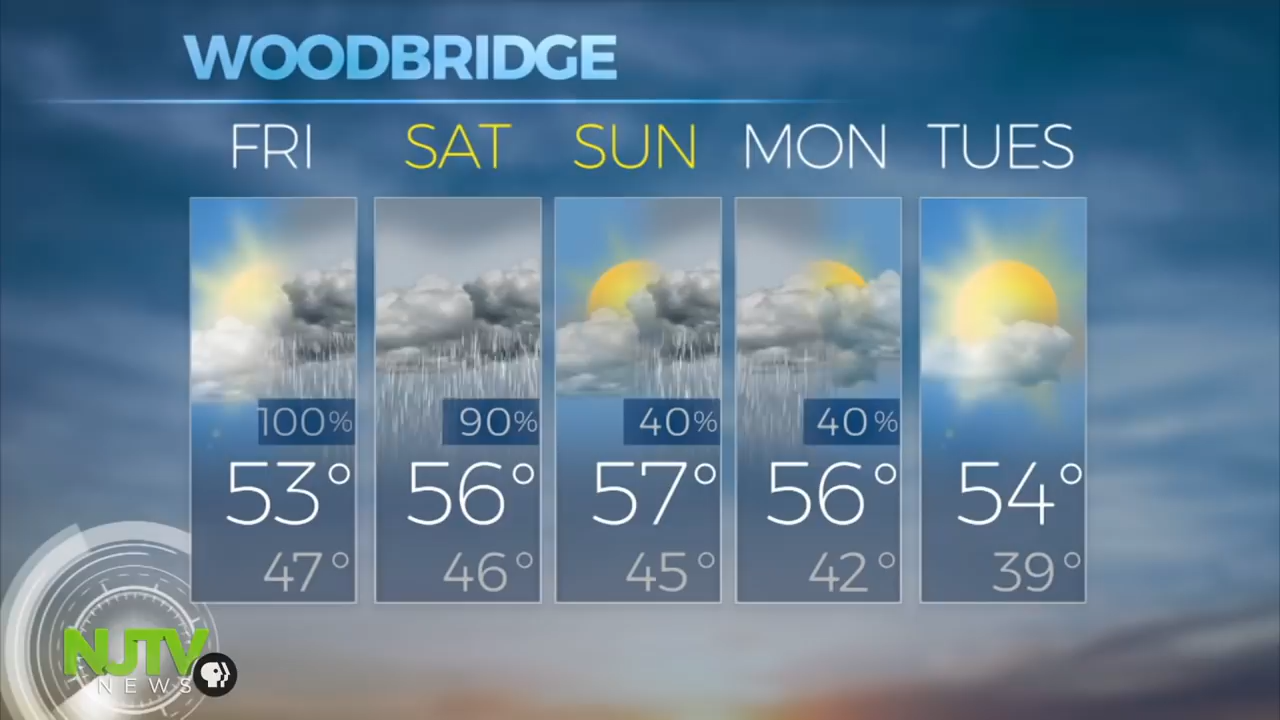 WOODBRIDGE
FRI SAT SUN MON TUES
100% 90% 40% 40%
53° 56° 57° 56° 54°
47° 46° 45° 42° 39°
NJTV
NEWS